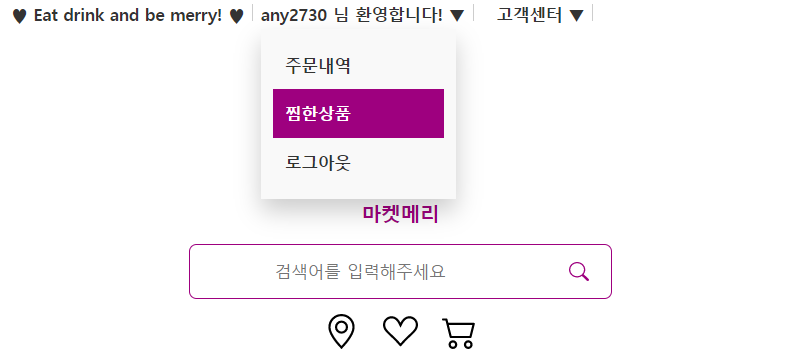 ♥ Eat drink and be merry! ♥ any2730 님 환영합니다! ▼ 고객센터 ▼
주문내역
찜한상품
로그아웃
마켓메리
검색어를 입력해주세요